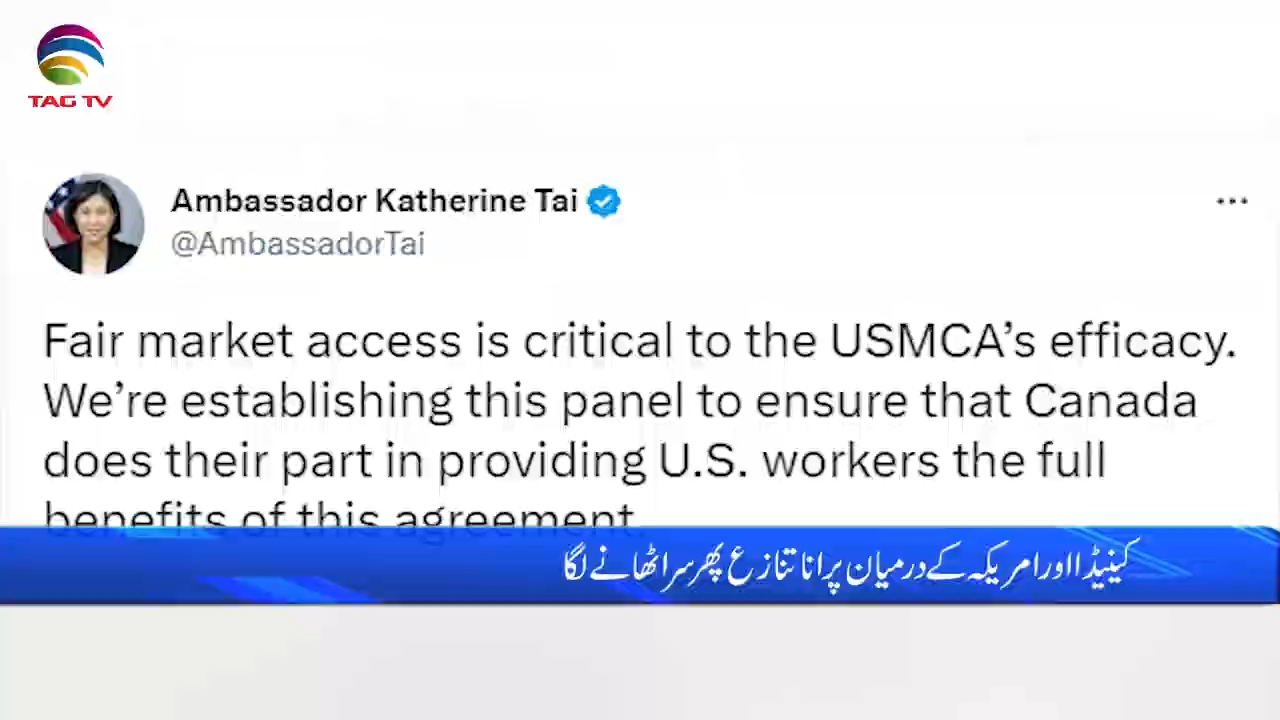 TAG TV
Ambassador Katherine Tai
@AmbassadorTai
Fair market access is critical to the USMCA’s efficacy.
We’re establishing this panel to ensure that Canada
does their part in providing U.S. workers the full
benefits of this agreement.
کینیڈا اور امریکہ کے درمیان پرانا تنازع پھر سر اٹھانے لگا